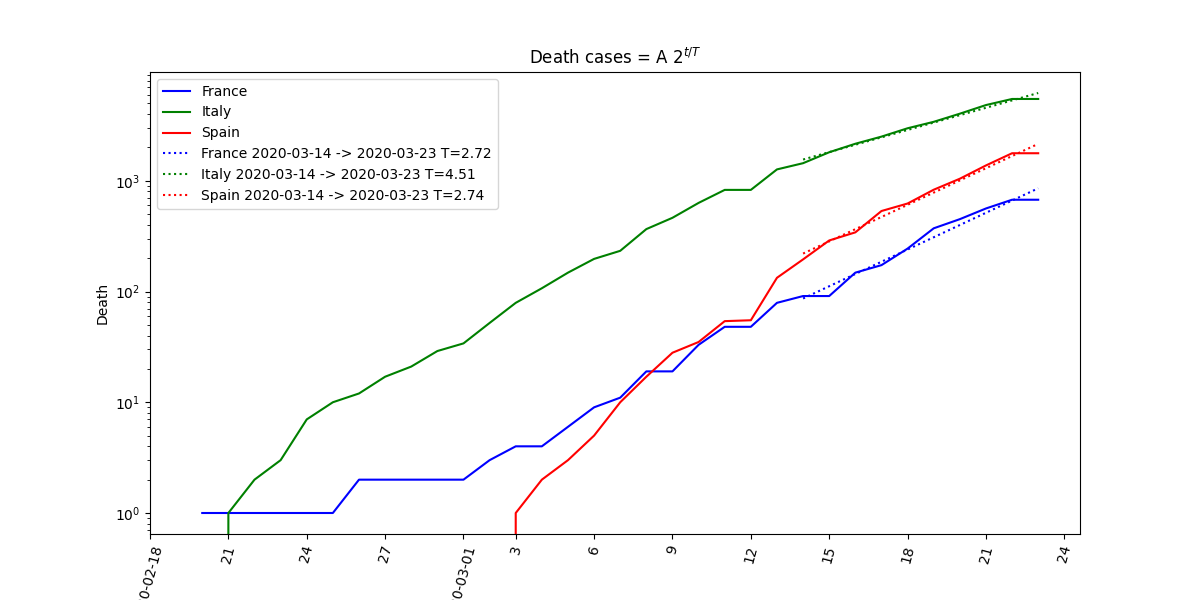 Death cases = A 2^{t/T}
France
Italy
Spain
France 2020-03-14 -> 2020-03-23 T=2.72
Italy 2020-03-14 -> 2020-03-23 T=4.51
Spain 2020-03-14 -> 2020-03-23 T=2.74
Death
10^3
10^2
10^1
10^0
0-02-18
21
24
27
0-03-01
3
6
9
12
15
18
21
24